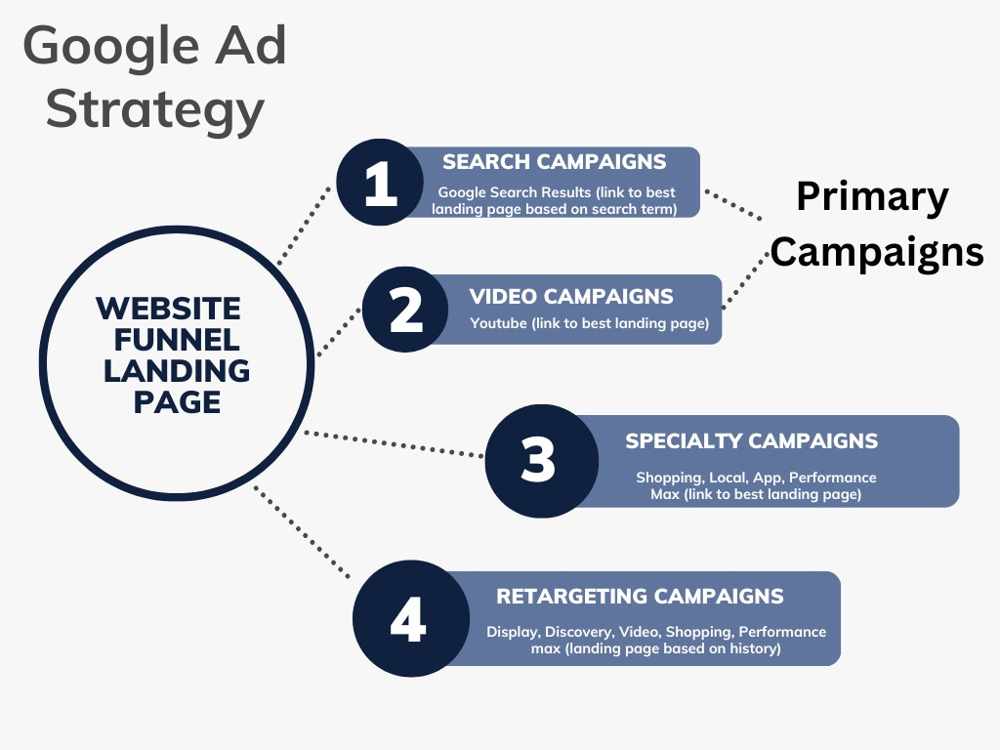 Google Ad
Strategy
1
SEARCH CAMPAIGNS
Google Search Results (link to best
landing page based on search term)
Primary
Campaigns
2
VIDEO CAMPAIGNS
Youtube (link to best landing page)
WEBSITE
FUNNEL
LANDING
PAGE
3
SPECIALTY CAMPAIGNS
Shopping, Local, App, Performance
Max (link to best landing page)
4
RETARGETING CAMPAIGNS
Display, Discovery, Video, Shopping, Performance
max (landing page based on history)